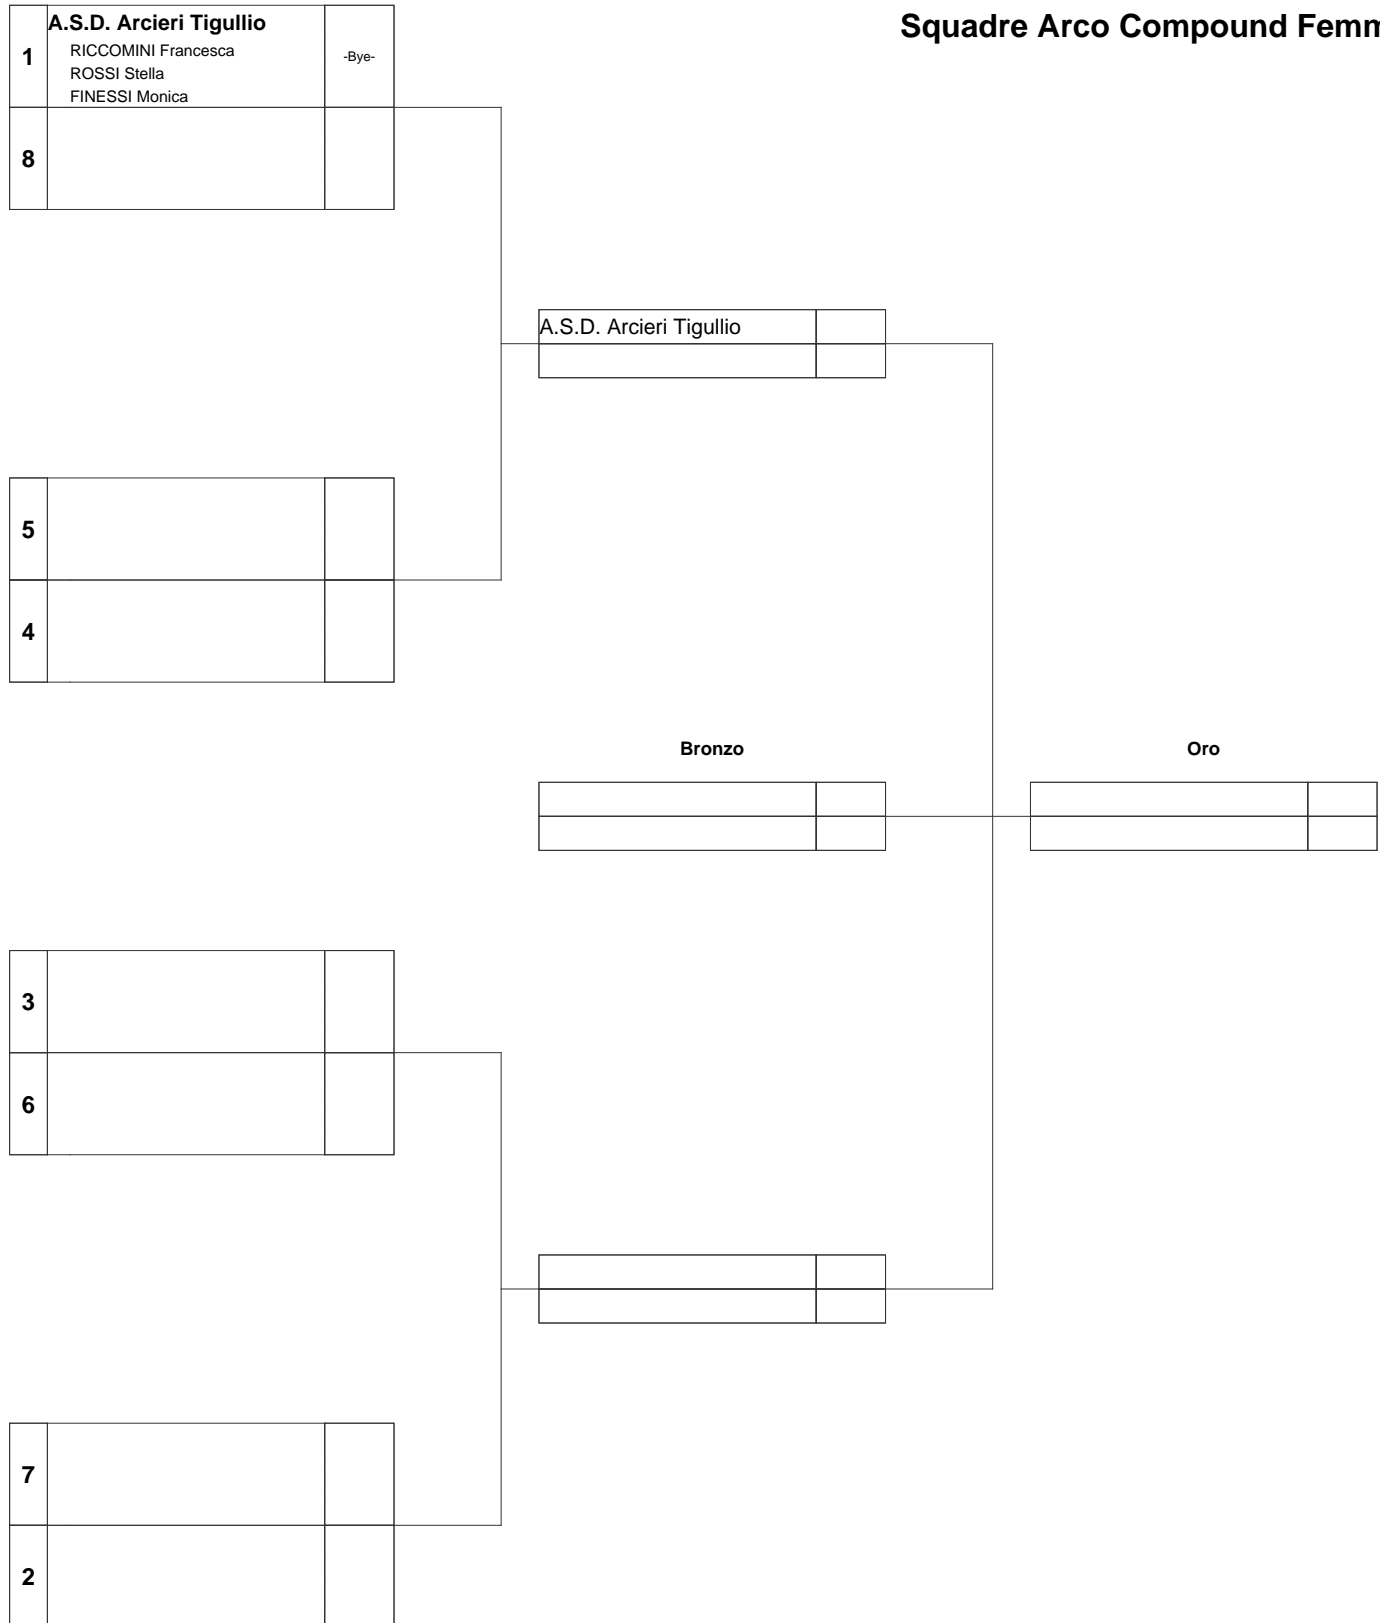 A.S.D. Arcieri Tigullio
Squadre Arco Compound Femm
1
RICCOMINI Francesca
-Bye-
ROSSI Stella
FINESSI Monica
8
A.S.D. Arcieri Tigullio
5
4
Bronzo
Oro
3
6
7
2